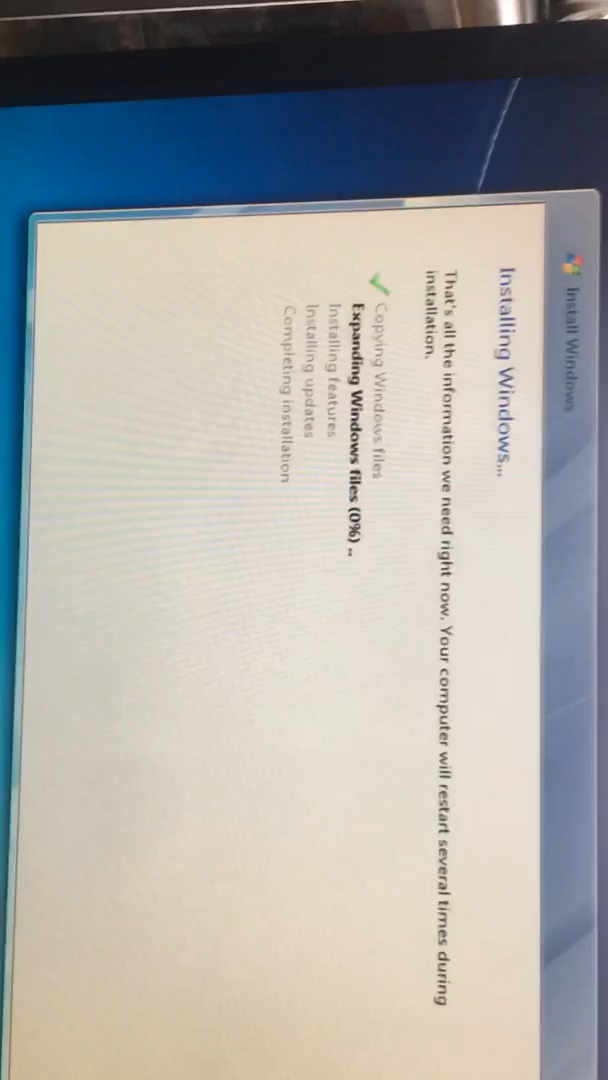 Install Windows
Installing Windows...
That's all the information we need right now. Your computer will restart several times during
installation.
Copying Windows files
Expanding Windows files (0%) ..
Installing features
Installing updates
Completing installation